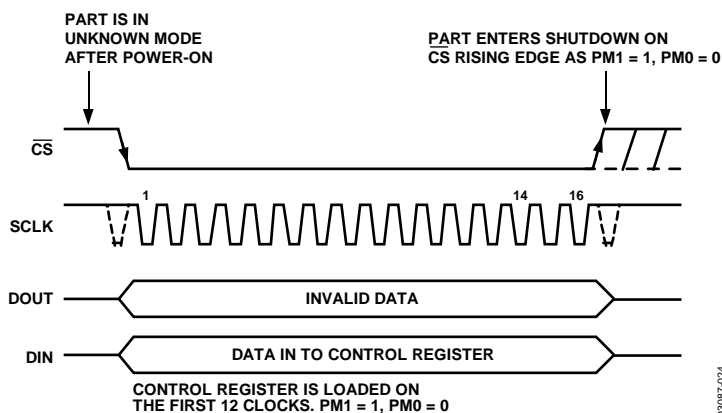 PART IS IN
UNKNOWN MODE
AFTER POWER-ON
PART ENTERS SHUTDOWN ON
CS RISING EDGE AS PM1 = 1, PM0 = 0
CS
1
14
16
SCLK
DOUT
INVALID DATA
DIN
DATA IN TO CONTROL REGISTER
CONTROL REGISTER IS LOADED ON
THE FIRST 12 CLOCKS. PM1 = 1, PM0 = 0